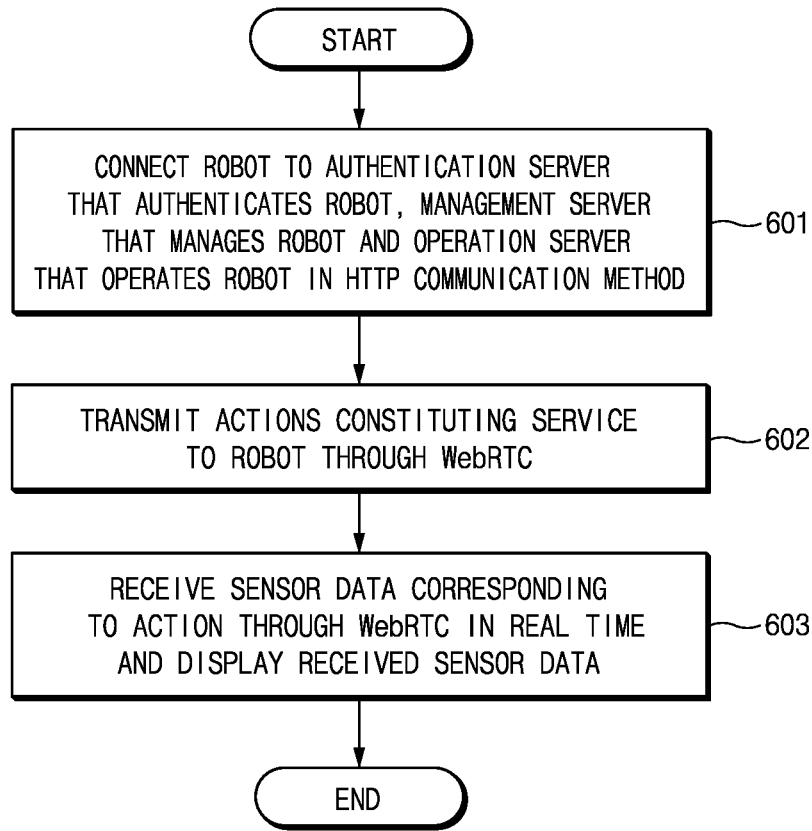 START
CONNECT ROBOT TO AUTHENTICATION SERVER
THAT AUTHENTICATES ROBOT, MANAGEMENT SERVER
THAT MANAGES ROBOT AND OPERATION SERVER
THAT OPERATES ROBOT IN HTTP COMMUNICATION METHOD
601
TRANSMIT ACTIONS CONSTITUTING SERVICE
TO ROBOT THROUGH WebRTC
602
RECEIVE SENSOR DATA CORRESPONDING
TO ACTION THROUGH WebRTC IN REAL TIME
AND DISPLAY RECEIVED SENSOR DATA
603
END